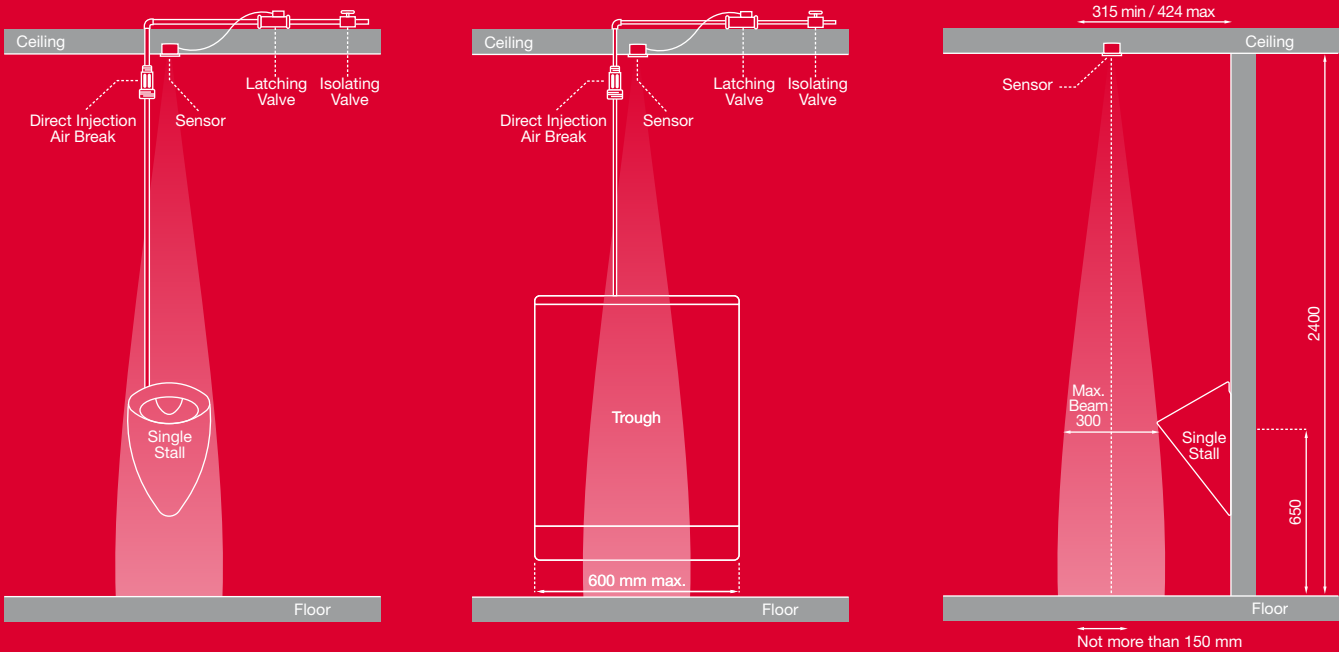 Ceiling
Direct Injection
Air Break
Sensor
Latching
Valve
Isolating
Valve
Single
Stall
Floor
Ceiling
Direct Injection
Air Break
Sensor
Latching
Valve
Isolating
Valve
Trough
600 mm max.
Floor
315 min / 424 max
Ceiling
Sensor
2400
Max.
Beam
300
Single
Stall
650
Floor
Not more than 150 mm